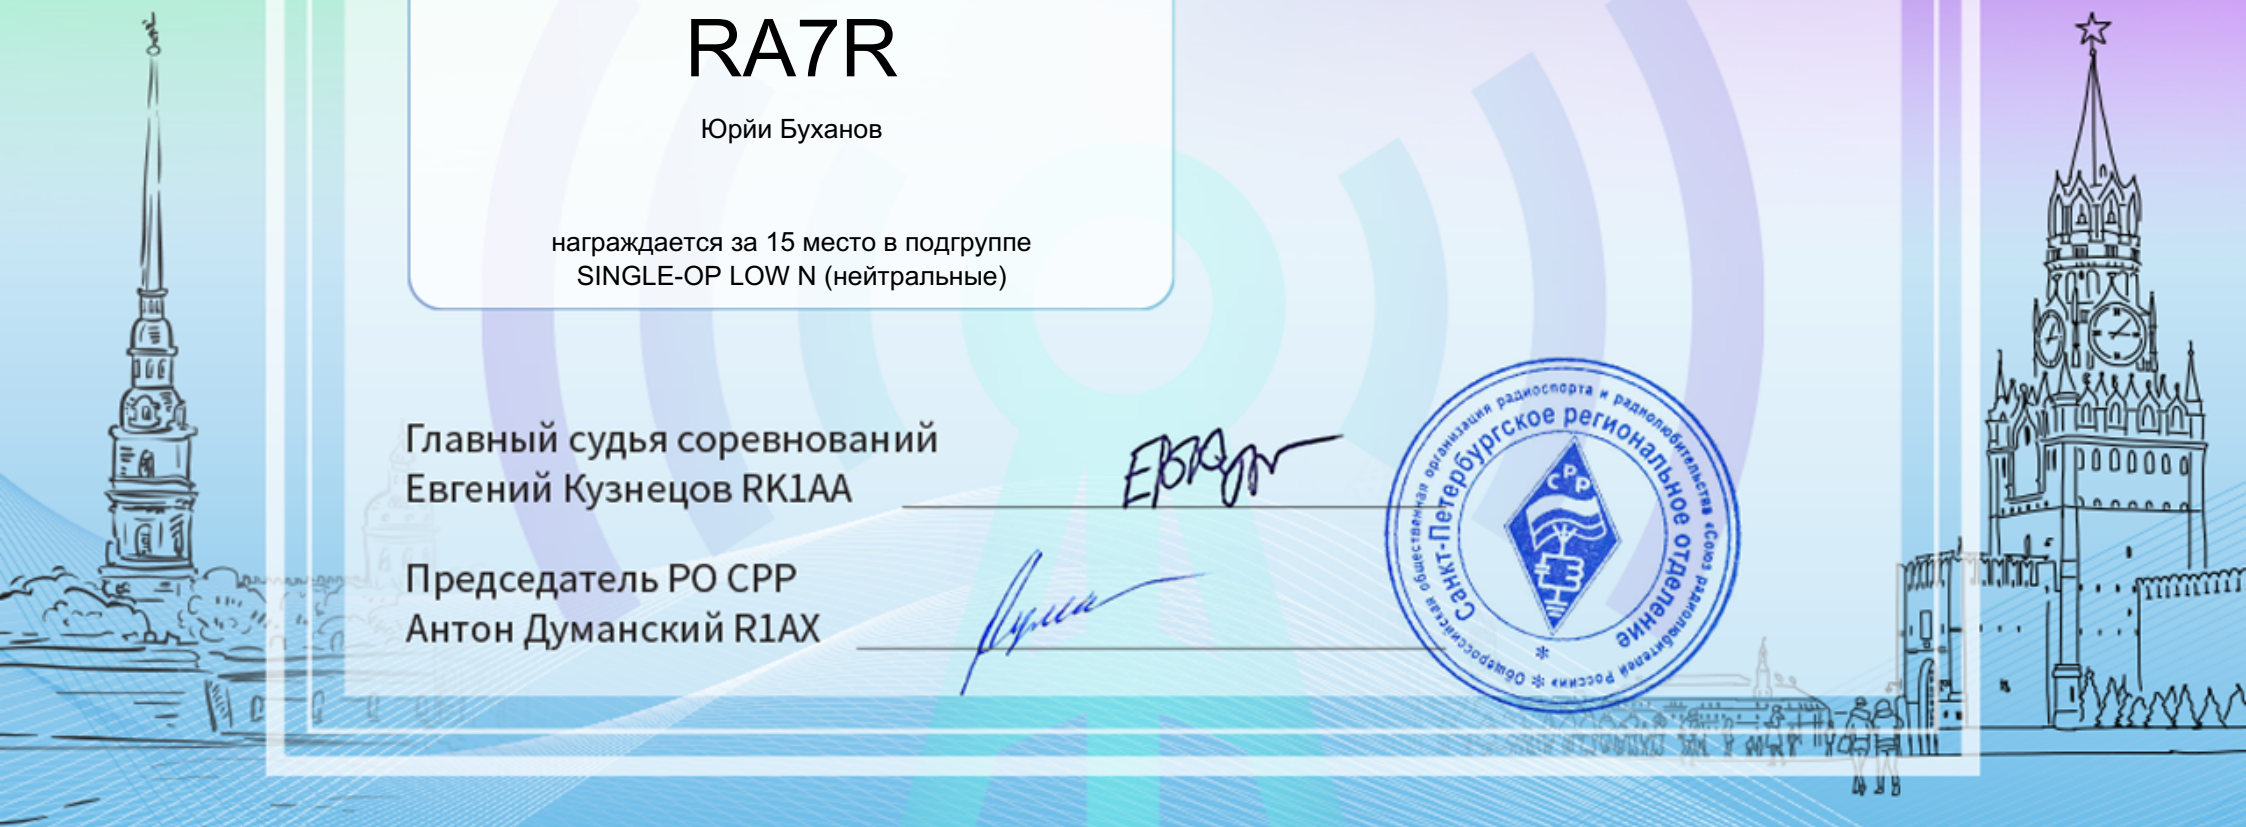 RA7R
Юрйи Буханов
награждается за 15 место в подгруппе
SINGLE-OP LOW N (нейтральные)
Главный судья соревнований
Евгений Кузнецов RK1AA
Председатель РО СРР
Антон Думанский R1AX
Общероссийская общественная организация радиоспорта и радиолюбительства «Союз радиолюбителей России»
Санкт-Петербургское региональное отделение
СРР